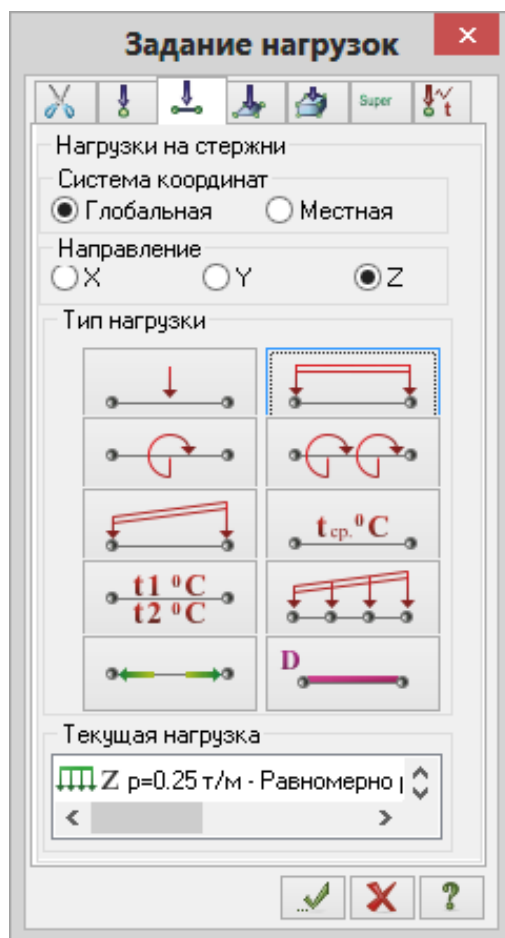 Задание нагрузок
Super
t
Нагрузки на стержни
Система координат
Глобальная Местная
Направление
X Y Z
Тип нагрузки
t ср. ⁰C
t1 ⁰C
t2 ⁰C
D
Текущая нагрузка
Z p=0.25 т/м - Равномерно
?